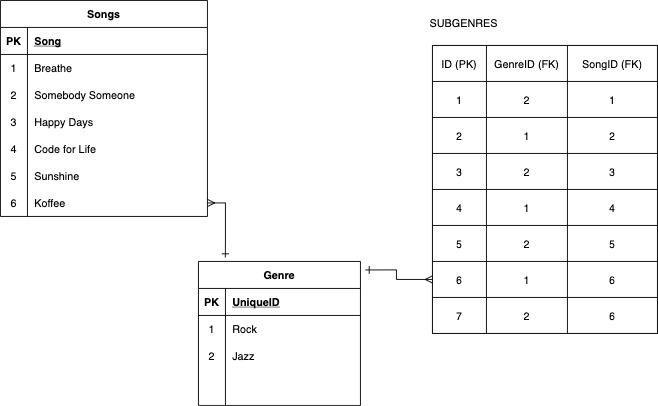 Songs
PK Song
1 Breathe
2 Somebody Someone
3 Happy Days
4 Code for Life
5 Sunshine
6 Koffee
SUBGENRES
ID (PK) GenreID (FK) SongID (FK)
1 2 1
2 1 2
3 2 3
4 1 4
5 2 5
6 1 6
7 2 6
Genre
PK UniqueID
1 Rock
2 Jazz